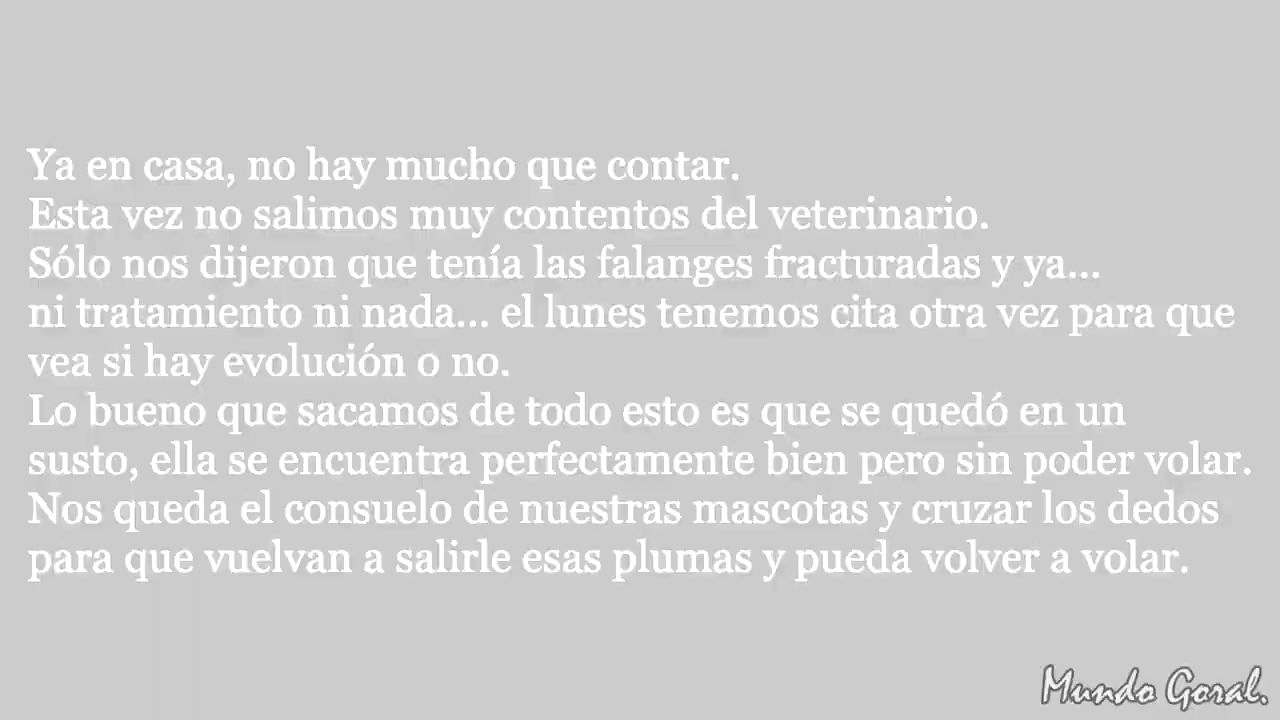 Ya en casa, no hay mucho que contar.
Esta vez no salimos muy contentos del veterinario.
Sólo nos dijeron que tenía las falanges fracturadas y ya...
ni tratamiento ni nada... el lunes tenemos cita otra vez para que
vea si hay evolución o no.
Lo bueno que sacamos de todo esto es que se quedó en un
susto, ella se encuentra perfectamente bien pero sin poder volar.
Nos queda el consuelo de nuestras mascotas y cruzar los dedos
para que vuelvan a salirle esas plumas y pueda volver a volar.
Mundo Goral.